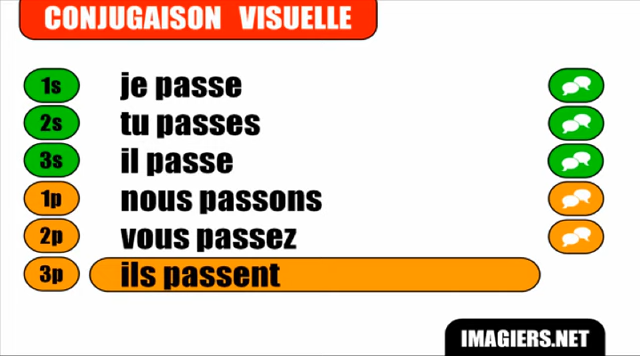 CONJUGAISON VISUELLE
1s je passe
2s tu passes
3s il passe
1p nous passons
2p vous passez
3p ils passent
IMAGIERS.NET